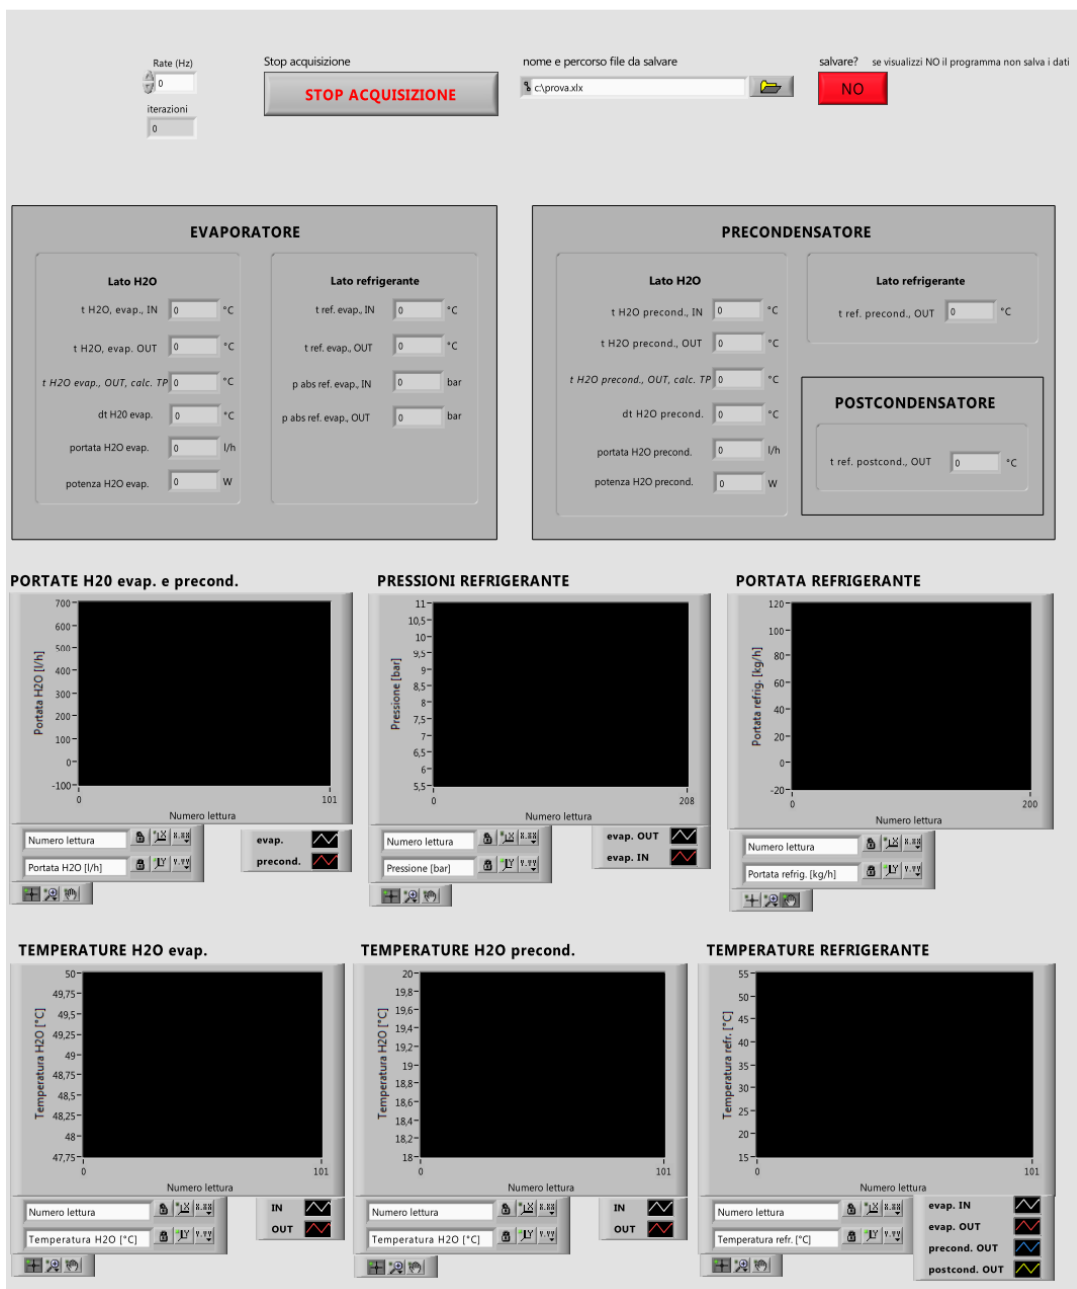 Rate (Hz)
0
iterazioni
0
Stop acquisizione
STOP ACQUISIZIONE
nome e percorso file da salvare
c:\prova.xlx
salvare? se visualizzi NO il programma non salva i dati
NO
EVAPORATORE
Lato H2O
t H2O, evap., IN 0 °C
t H2O, evap. OUT 0 °C
t H2O evap., OUT, calc. TP 0 °C
dt H20 evap. 0 °C
portata H2O evap. 0 l/h
potenza H2O evap. 0 W
Lato refrigerante
t ref. evap., IN 0 °C
t ref. evap., OUT 0 °C
p abs ref. evap., IN 0 bar
p abs ref. evap., OUT 0 bar
PRECONDENSATORE
Lato H2O
t H2O precond., IN 0 °C
t H2O precond., OUT 0 °C
t H2O precond., OUT, calc. TP 0 °C
dt H2O precond. 0 °C
portata H2O precond. 0 l/h
potenza H2O precond. 0 W
Lato refrigerante
t ref. precond., OUT 0 °C
POSTCONDENSATORE
t ref. postcond., OUT 0 °C
PORTATE H20 evap. e precond.
Portata H2O [l/h]
700
600
500
400
300
200
100
0
-100
0 101
Numero lettura
Numero lettura X.XX
Portata H2O [l/h] Y.YY
evap.
precond.
PRESSIONI REFRIGERANTE
Pressione [bar]
11
10,5
10
9,5
9
8,5
8
7,5
7
6,5
6
5,5
0 208
Numero lettura
Numero lettura X.XX
Pressione [bar] Y.YY
evap. OUT
evap. IN
PORTATA REFRIGERANTE
Portata refrig. [kg/h]
120
100
80
60
40
20
0
-20
0 200
Numero lettura
Numero lettura X.XX
Portata refrig. [kg/h] Y.YY
TEMPERATURE H2O evap.
Temperatura H2O [°C]
50
49,75
49,5
49,25
49
48,75
48,5
48,25
48
47,75
0 101
Numero lettura
Numero lettura X.XX
Temperatura H2O [°C] Y.YY
IN
OUT
TEMPERATURE H2O precond.
Temperatura H2O [°C]
20
19,8
19,6
19,4
19,2
19
18,8
18,6
18,4
18,2
18
0 101
Numero lettura
Numero lettura X.XX
Temperatura H2O [°C] Y.YY
IN
OUT
TEMPERATURE REFRIGERANTE
Temperatura refr. [°C]
55
50
45
40
35
30
25
20
15
0 101
Numero lettura
Numero lettura X.XX
Temperatura refr. [°C] Y.YY
evap. IN
evap. OUT
precond. OUT
postcond. OUT